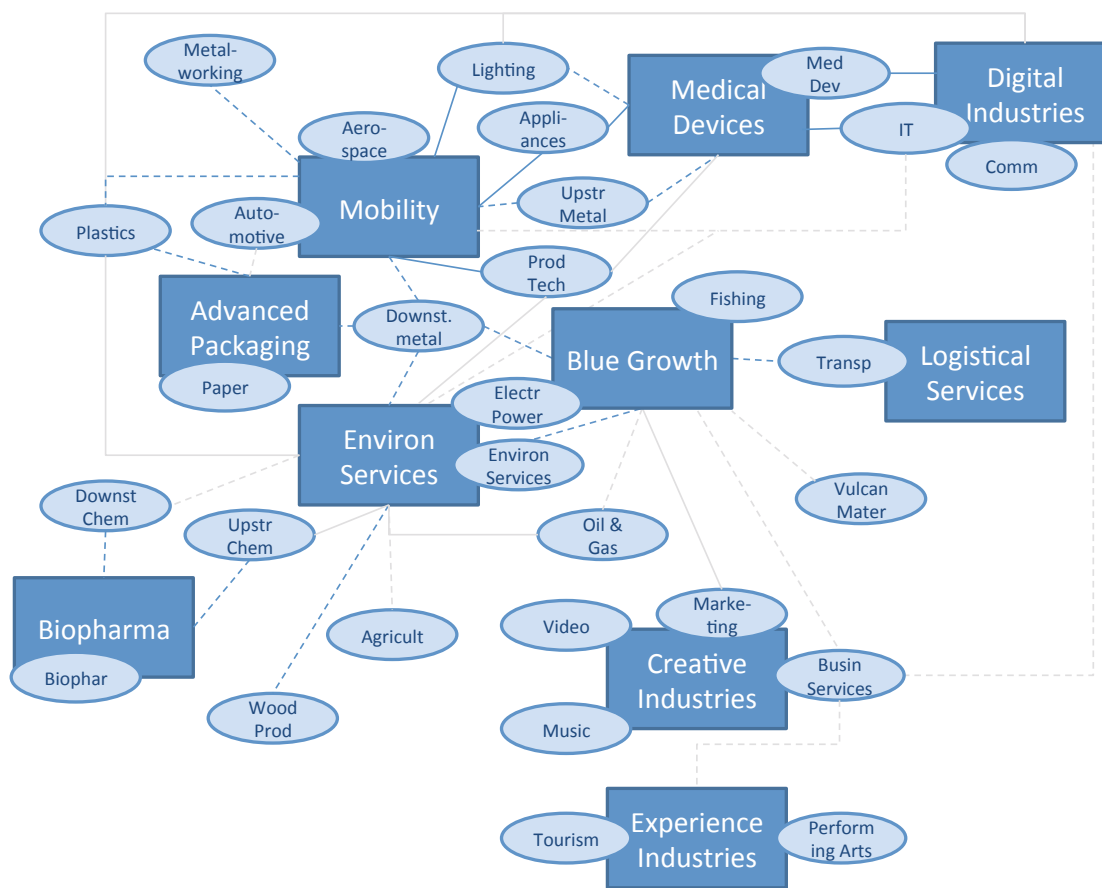 Metal-
working
Lighting
Medical
Devices
Med
Dev
Digital
Industries
Aero-
space
Appli-
ances
IT
Comm
Mobility
Upstr
Metal
Auto-
motive
Plastics
Prod
Tech
Fishing
Advanced
Packaging
Downst.
metal
Blue Growth
Transp
Logistical
Services
Paper
Electr
Power
Environ
Services
Environ
Services
Downst
Chem
Vulcan
Mater
Upstr
Chem
Oil &
Gas
Biopharma
Biophar
Agricult
Video
Marke-
ting
Creative
Industries
Busin
Services
Wood
Prod
Music
Tourism
Experience
Industries
Perform
ing Arts